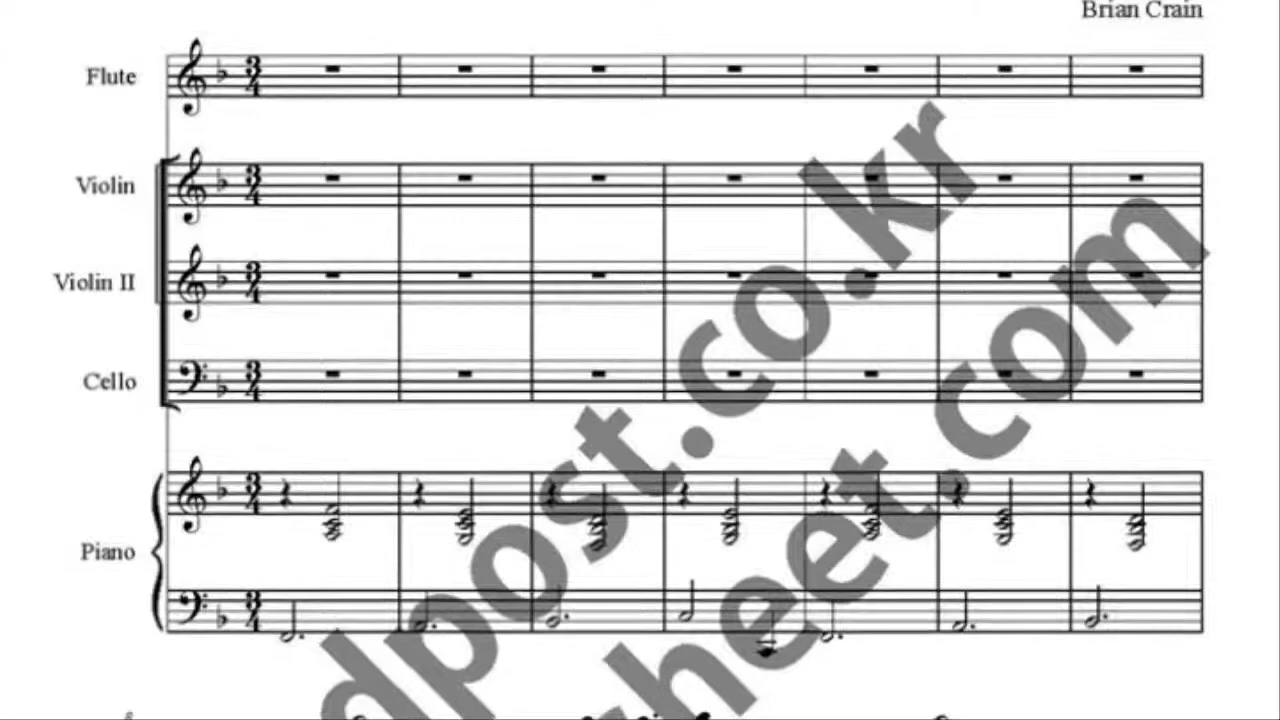 Brian Crain
Flute
Violin
Violin II
Cello
Piano
dpost.co.kr
sheet.com